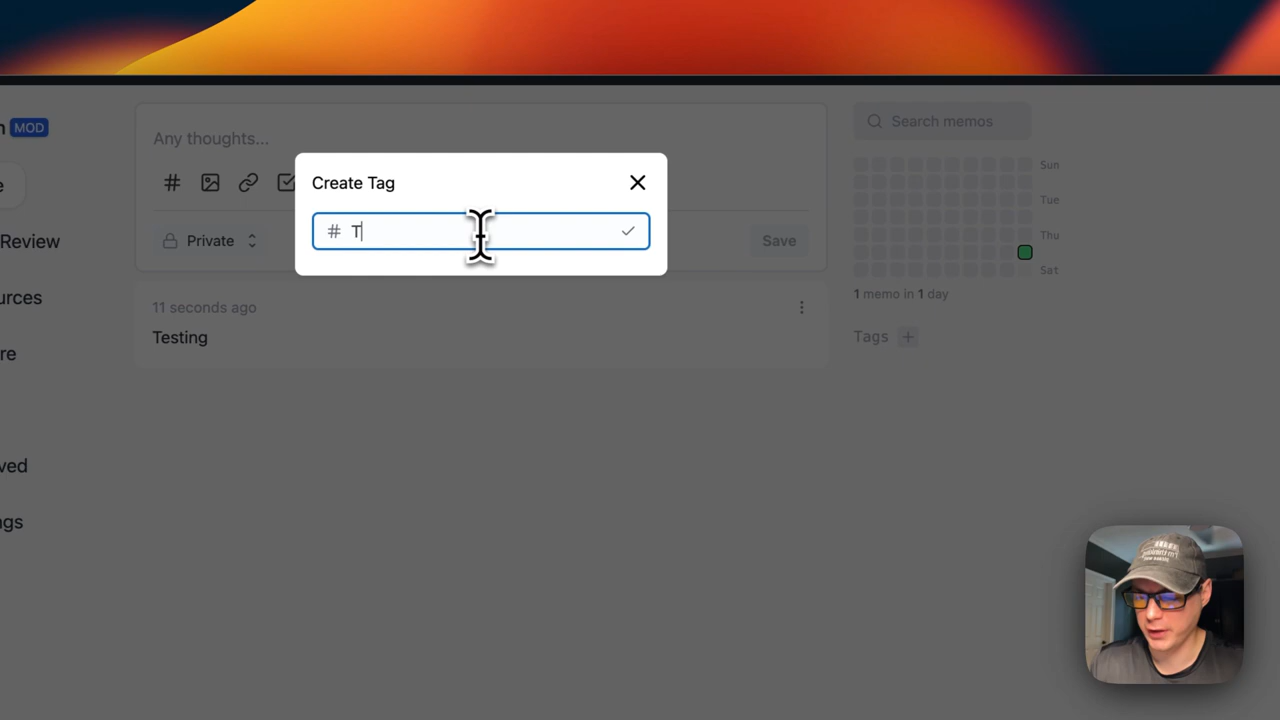 n MOD
Any thoughts...
Search memos
Create Tag
# T
Private
Save
Sun
Tue
Thu
Sat
e
Review
urces
re
ved
gs
11 seconds ago
Testing
1 memo in 1 day
Tags +